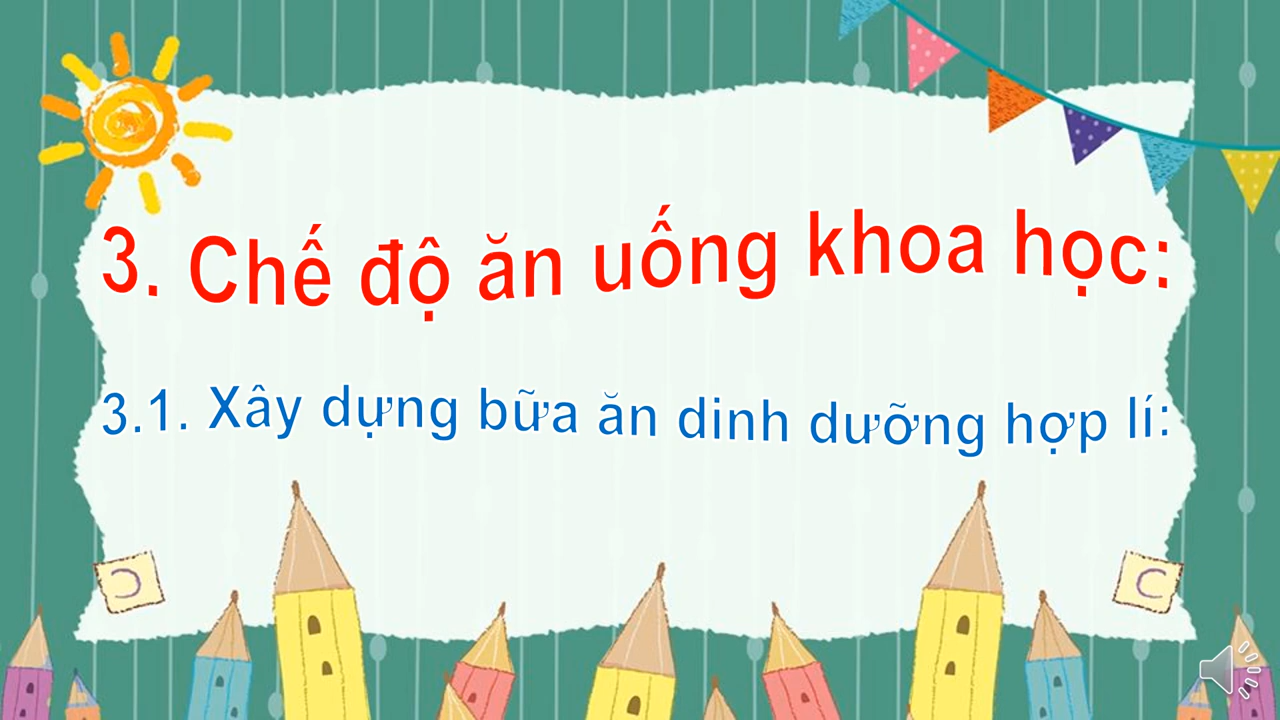 3. Chế độ ăn uống khoa học:
3.1. Xây dựng bữa ăn dinh dưỡng hợp lí: